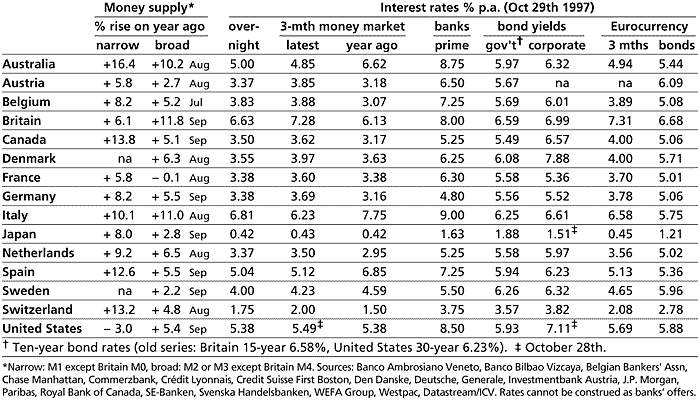 Money supply* Interest rates % p.a. (Oct 29th 1997)
% rise on year ago over- 3-mth money market banks bond yields Eurocurrency
narrow broad night latest year ago prime gov't† corporate 3 mths bonds
Australia +16.4 +10.2 Aug 5.00 4.85 6.62 8.75 5.97 6.32 4.94 5.44
Austria + 5.8 + 2.7 Aug 3.37 3.85 3.18 6.50 5.67 na na 6.09
Belgium + 8.2 + 5.2 Jul 3.83 3.88 3.07 7.25 5.69 6.01 3.89 5.08
Britain + 6.1 +11.8 Sep 6.63 7.28 6.13 8.00 6.59 6.99 7.31 6.68
Canada +13.8 + 5.1 Sep 3.50 3.62 3.17 5.25 5.49 6.57 4.00 5.06
Denmark na + 6.3 Aug 3.55 3.97 3.63 6.25 6.08 7.88 4.00 5.71
France + 5.8 – 0.1 Aug 3.38 3.60 3.38 6.30 5.58 5.36 3.70 5.01
Germany + 8.2 + 5.5 Sep 3.38 3.69 3.16 4.80 5.56 5.52 3.78 5.06
Italy +10.1 +11.0 Aug 6.81 6.23 7.75 9.00 6.25 6.61 6.58 5.75
Japan + 8.0 + 2.8 Sep 0.42 0.43 0.42 1.63 1.88 1.51‡ 0.45 1.21
Netherlands + 9.2 + 6.5 Aug 3.37 3.50 2.95 5.25 5.58 5.97 3.56 5.02
Spain +12.6 + 5.5 Sep 5.04 5.12 6.85 7.25 5.94 6.23 5.13 5.36
Sweden na + 2.2 Sep 4.00 4.23 4.59 5.50 6.26 6.32 4.65 5.96
Switzerland +13.2 + 4.8 Aug 1.75 2.00 1.50 3.75 3.57 3.82 2.08 2.78
United States – 3.0 + 5.4 Sep 5.38 5.49‡ 5.38 8.50 5.93 7.11‡ 5.69 5.88
† Ten-year bond rates (old series: Britain 15-year 6.58%, United States 30-year 6.23%). ‡ October 28th.
*Narrow: M1 except Britain M0, broad: M2 or M3 except Britain M4. Sources: Banco Ambrosiano Veneto, Banco Bilbao Vizcaya, Belgian Bankers' Assn,
Chase Manhattan, Commerzbank, Crédit Lyonnais, Credit Suisse First Boston, Den Danske, Deutsche, Generale, Investmentbank Austria, J.P. Morgan,
Paribas, Royal Bank of Canada, SE-Banken, Svenska Handelsbanken, WEFA Group, Westpac, Datastream/ICV. Rates cannot be construed as banks' offers.